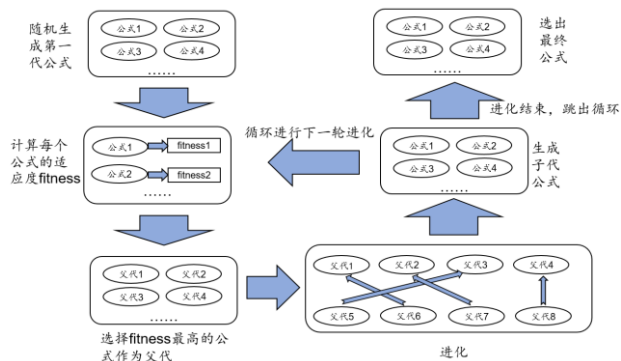 随机生
成第一
代公式
公式1
公式2
公式3
公式4
......
计算每个
公式的适
应度fitness
公式1
fitness1
公式2
fitness2
......
父代1
父代2
父代3
父代4
......
选择fitness最高的公
式作为父代
父代1
父代2
父代3
父代4
父代5
父代6
父代7
父代8
......
进化
公式1
公式2
公式3
公式4
......
生成
子代
公式
循环进行下一轮进化
进化结束，跳出循环
公式1
公式2
公式3
公式4
......
选出
最终
公式